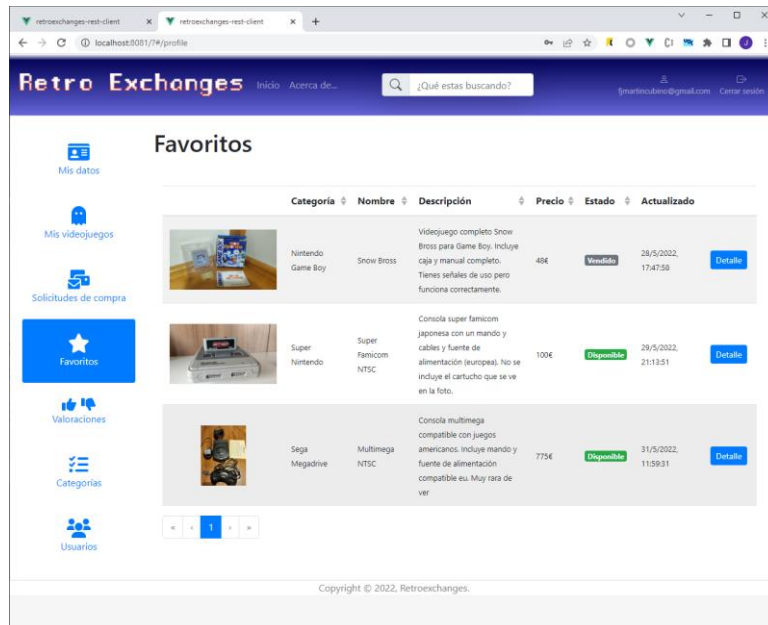 retroexchanges-rest-client
retroexchanges-rest-client
localhost:8081/?#/profile
Retro Exchanges
Inicio
Acerca de...
¿Qué estas buscando?
fjmartincubino@gmail.com
Cerrar sesión
Mis datos
Mis videojuegos
Solicitudes de compra
Favoritos
Valoraciones
Categorías
Usuarios
Favoritos
Categoría Nombre Descripción Precio Estado Actualizado
Nintendo
Game Boy
Snow Bross
Videojuego completo Snow
Bross para Game Boy. Incluye
caja y manual completo.
Tienes señales de uso pero
funciona correctamente.
48€
Vendido
28/5/2022,
17:47:58
Detalle
Super
Nintendo
Super
Famicom
NTSC
Consola super famicom
japonesa con un mando y
cables y fuente de
alimentación (europea). No se
incluye el cartucho que se ve
en la foto.
100€
Disponible
29/5/2022,
21:13:51
Detalle
Sega
Megadrive
Multimega
NTSC
Consola multimega
compatible con juegos
americanos. Incluye mando y
fuente de alimentación
compatible eu. Muy rara de
ver
775€
Disponible
31/5/2022,
11:59:31
Detalle
« ‹ 1 › »
Copyright © 2022, Retroexchanges.